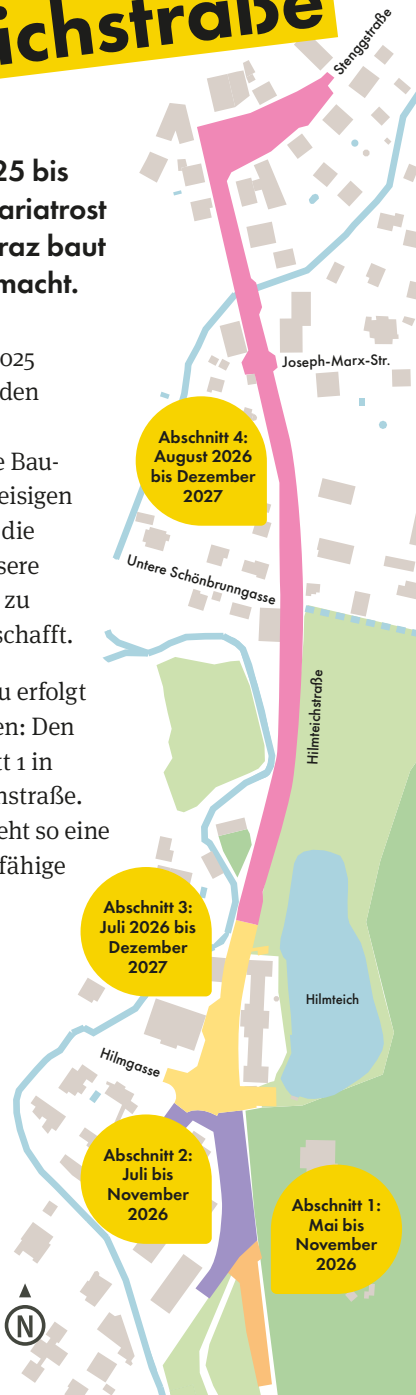 ichstraße
25 bis
ariatrost
raz baut
macht.
025
den
e Bau-
eisigen
die
sere
zu
schafft.
u erfolgt
en: Den
tt 1 in
nstraße.
eht so eine
fähige
Stenggstraße
Joseph-Marx-Str.
Abschnitt 4:
August 2026
bis Dezember
2027
Untere Schönbrunngasse
Hilmteichstraße
Abschnitt 3:
Juli 2026 bis
Dezember
2027
Hilmteich
Hilmgasse
Abschnitt 2:
Juli bis
November
2026
Abschnitt 1:
Mai bis
November
2026
N